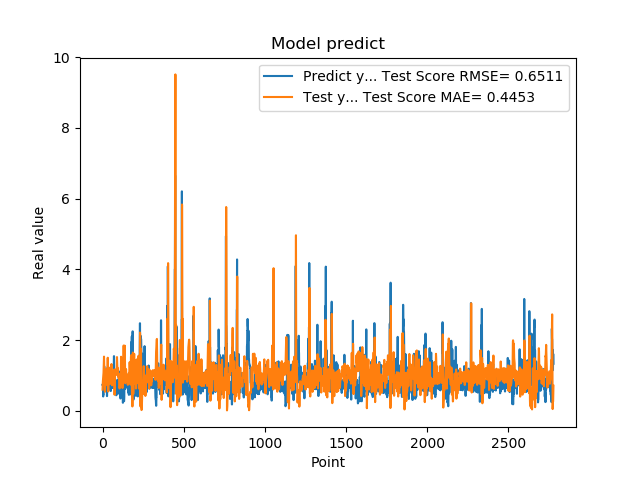 Model predict
Predict y... Test Score RMSE= 0.6511
Test y... Test Score MAE= 0.4453
Real value
10
8
6
4
2
0
0 500 1000 1500 2000 2500
Point